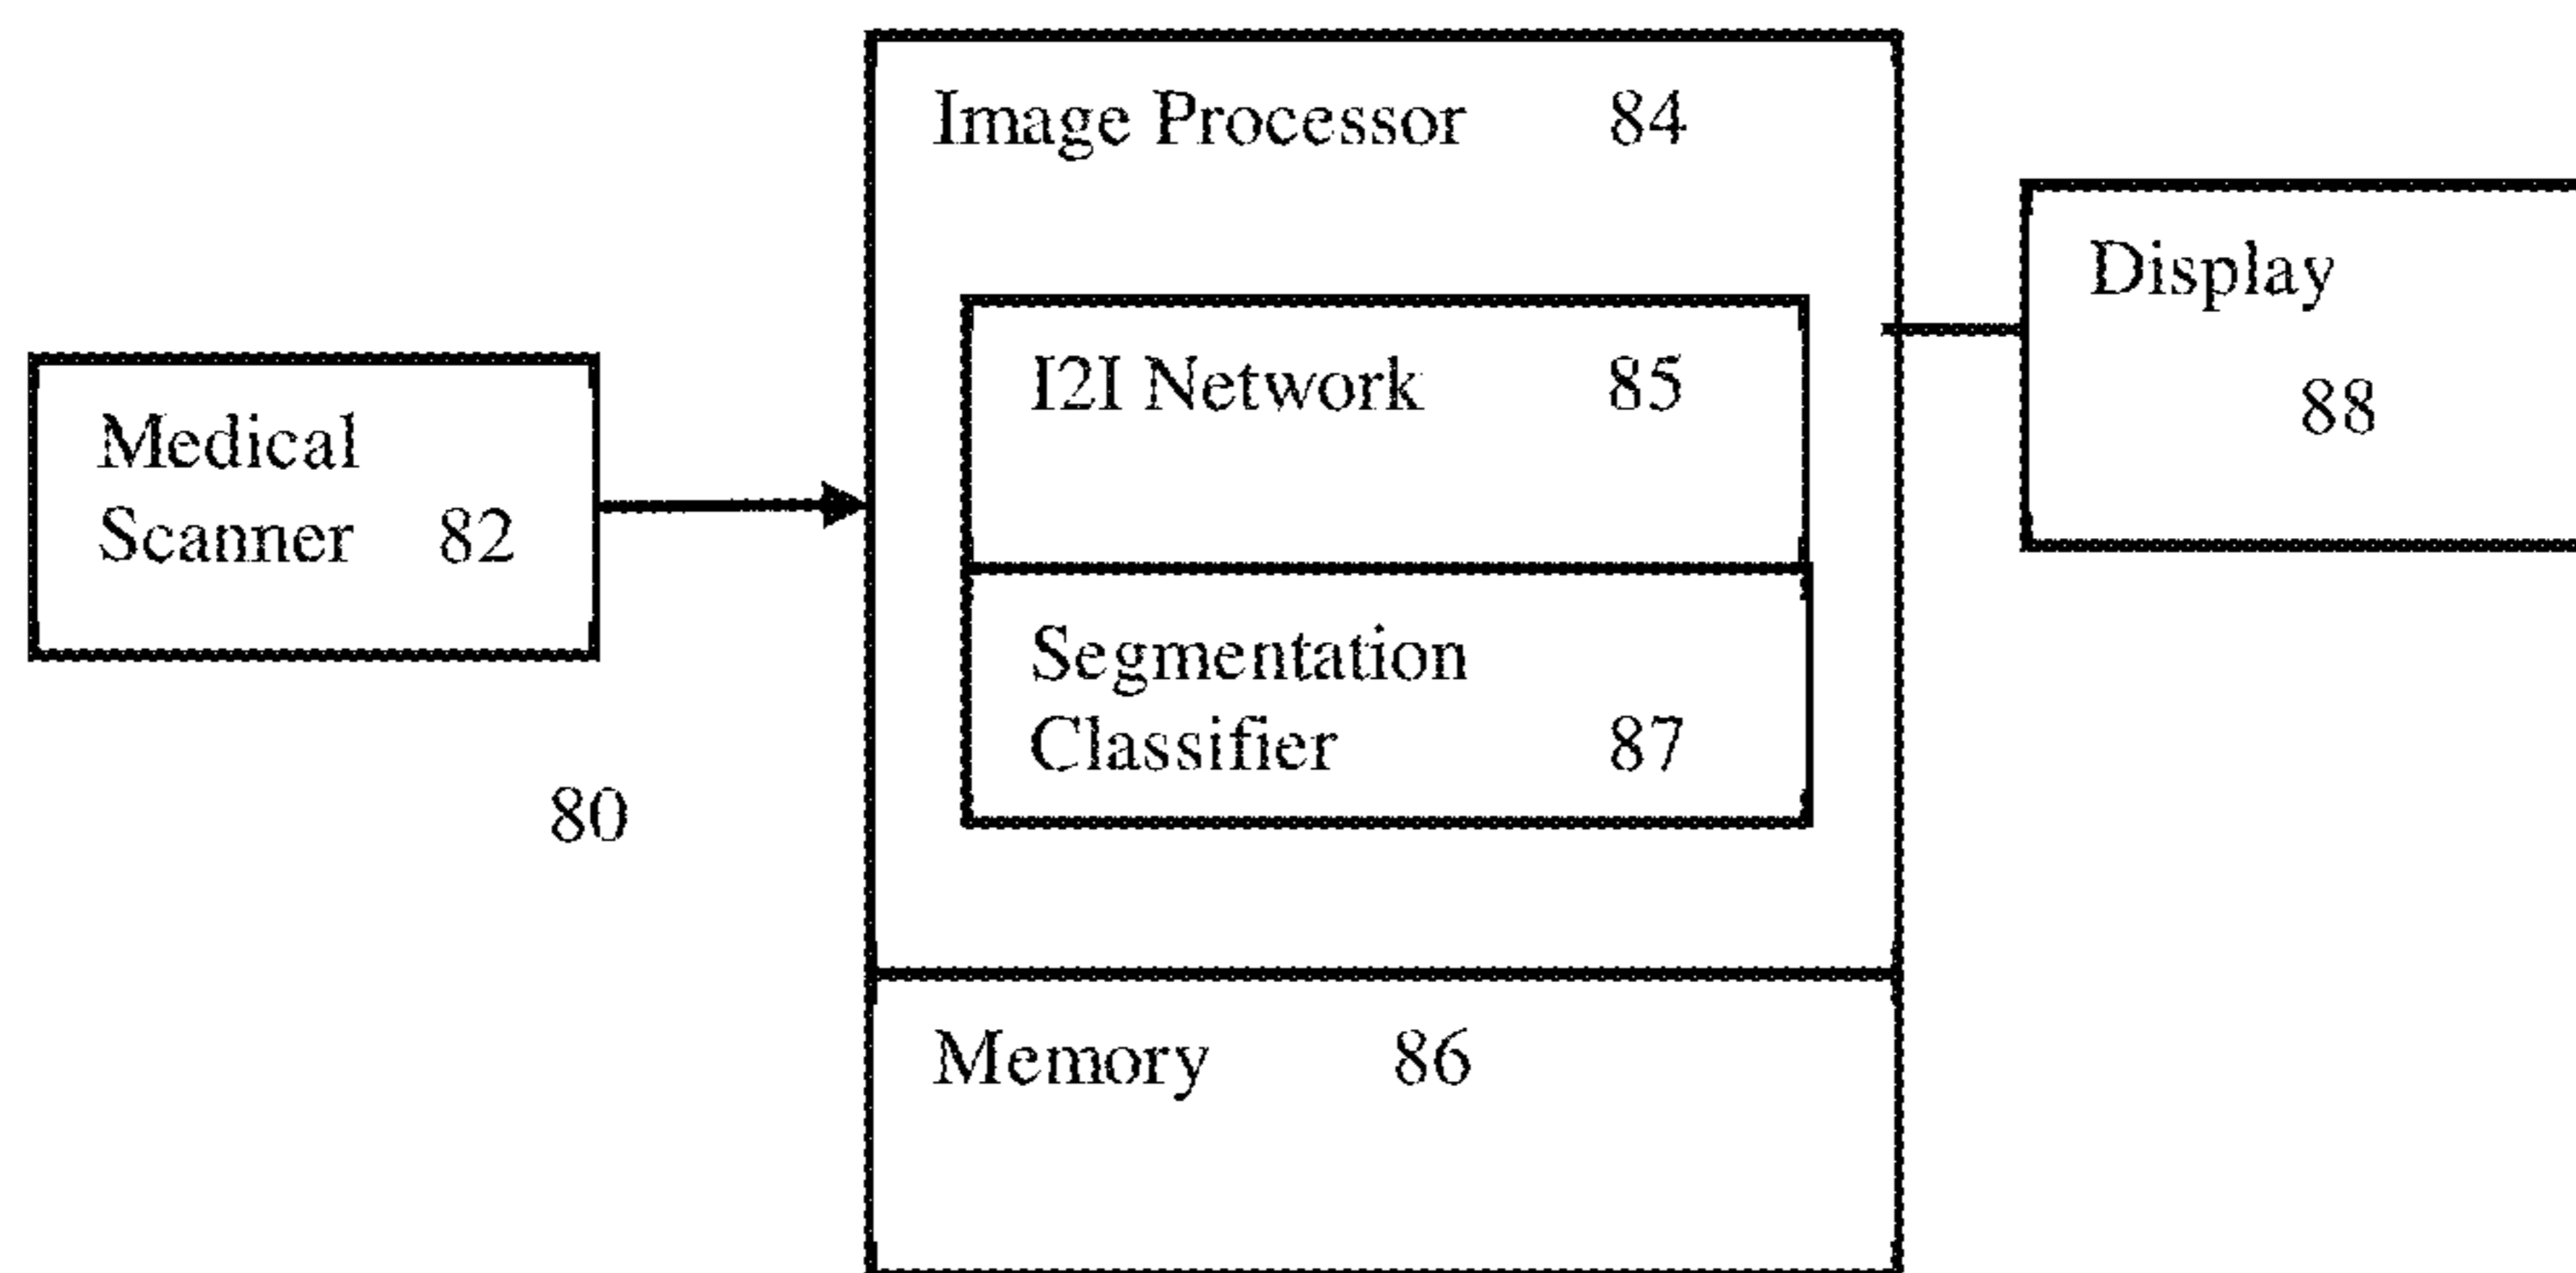 Image Processor 84
Display
88
I2I Network 85
Medical
Scanner 82
Segmentation
Classifier 87
80
Memory 86